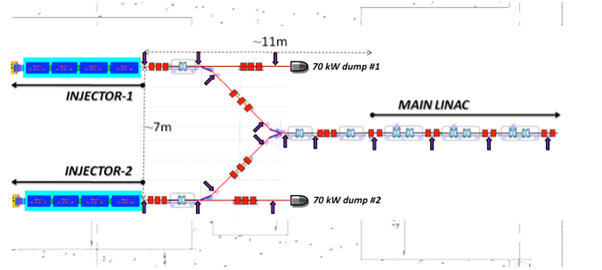 ~11m
70 kW dump #1
INJECTOR-1
MAIN LINAC
~7m
INJECTOR-2
70 kW dump #2